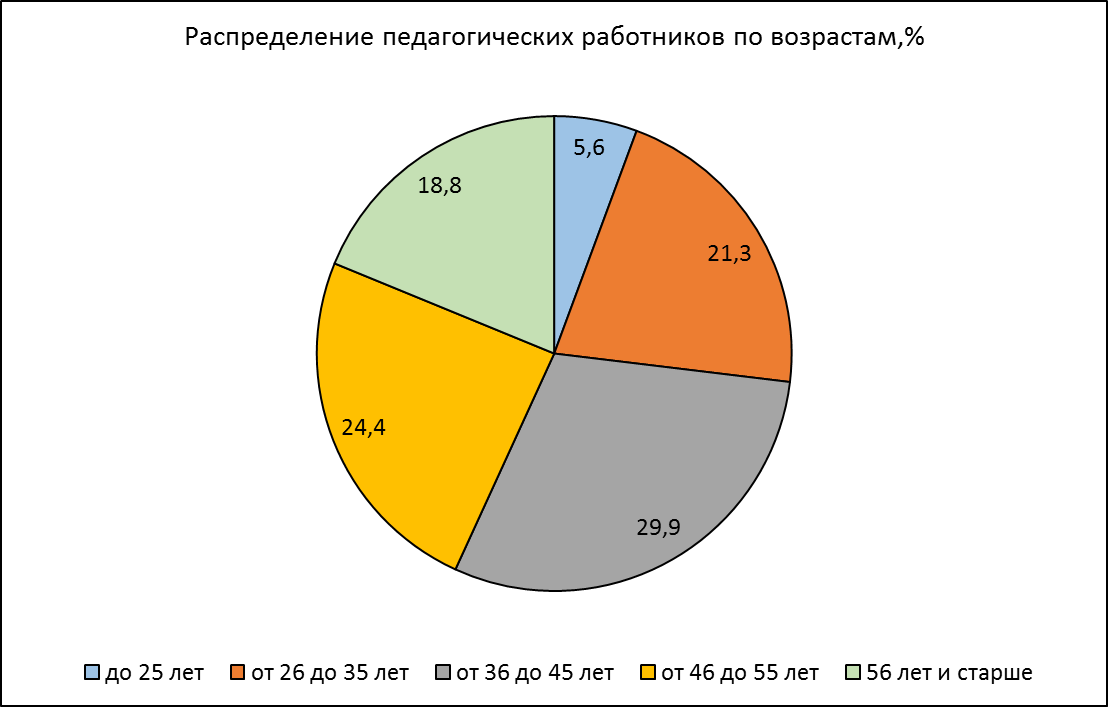 Распределение педагогических работников по возрастам,%
5,6
18,8
21,3
24,4
29,9
до 25 лет от 26 до 35 лет от 36 до 45 лет от 46 до 55 лет 56 лет и старше